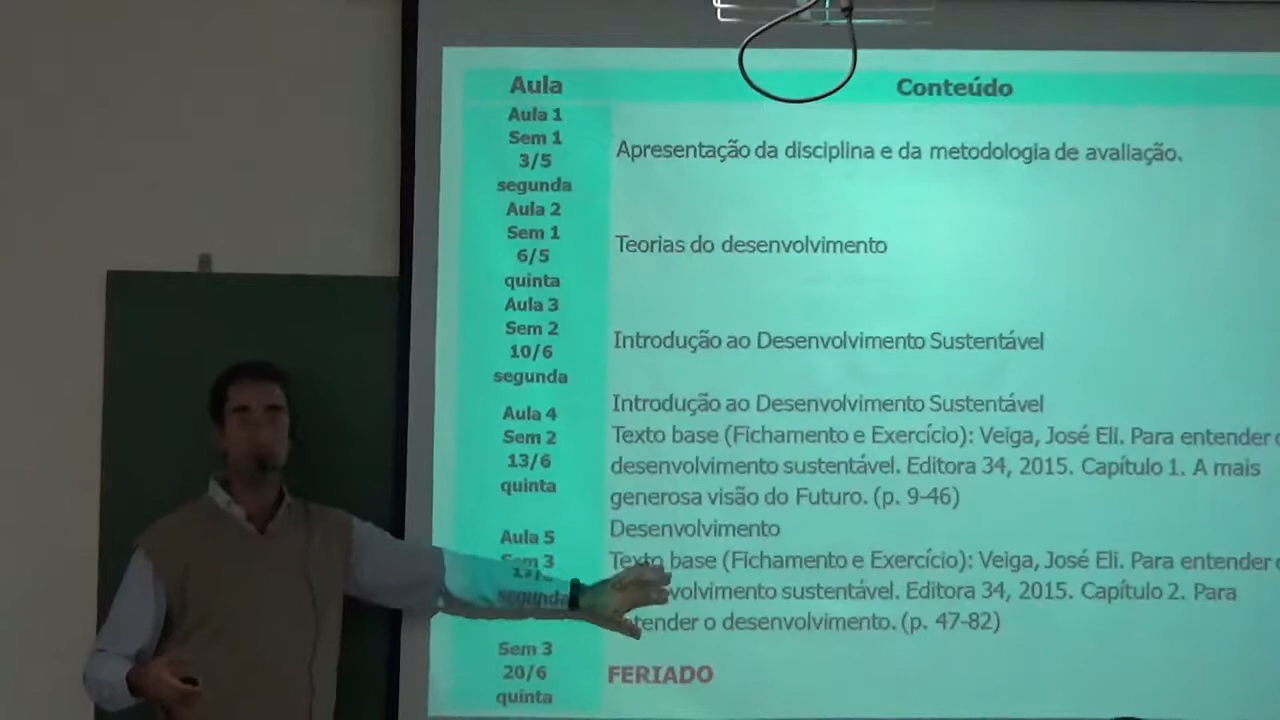 Aula Conteúdo
Aula 1
Sem 1
3/5
segunda
Apresentação da disciplina e da metodologia de avaliação.
Aula 2
Sem 1
6/5
quinta
Teorias do desenvolvimento
Aula 3
Sem 2
10/6
segunda
Introdução ao Desenvolvimento Sustentável
Aula 4
Sem 2
13/6
quinta
Introdução ao Desenvolvimento Sustentável
Texto base (Fichamento e Exercício): Veiga, José Eli. Para entender
desenvolvimento sustentável. Editora 34, 2015. Capítulo 1. A mais
generosa visão do Futuro. (p. 9-46)
Aula 5
Sem 3
segunda
Desenvolvimento
Texto base (Fichamento e Exercício): Veiga, José Eli. Para entender
sustentável. Editora 34, 2015. Capítulo 2. Para
o desenvolvimento. (p. 47-82)
Sem 3
20/6
quinta
FERIADO